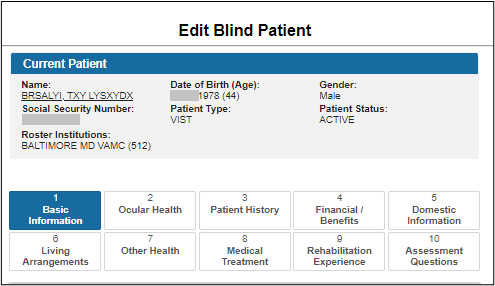 Edit Blind Patient
Current Patient
Name: Date of Birth (Age): Gender:
BRSALYI, TXY LYSXYDX 1978 (44) Male
Social Security Number: Patient Type: Patient Status:
VIST ACTIVE
Roster Institutions:
BALTIMORE MD VAMC (512)
1 2 3 4 5
Basic Information Ocular Health Patient History Financial / Benefits Domestic Information
6 7 8 9 10
Living Arrangements Other Health Medical Treatment Rehabilitation Experience Assessment Questions